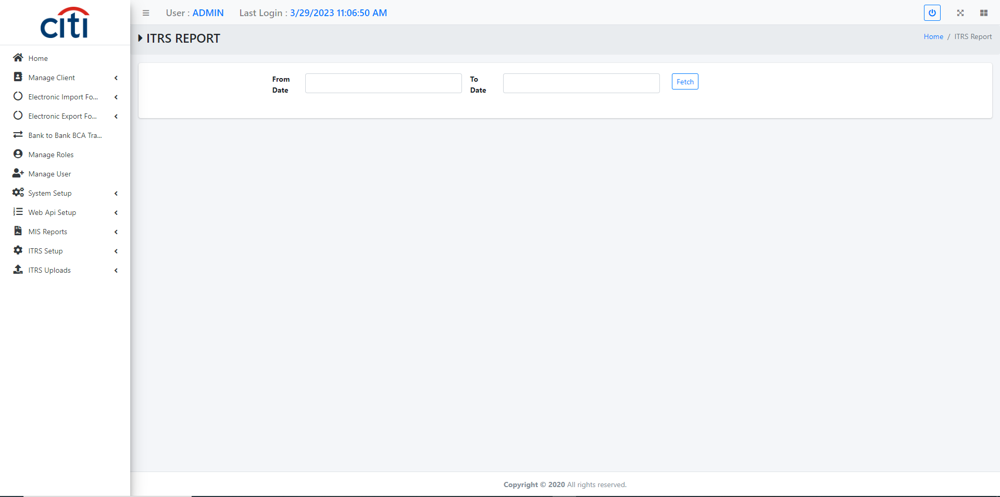 citi
User : ADMIN
Last Login : 3/29/2023 11:06:50 AM
ITRS REPORT
Home / ITRS Report
Home
Manage Client
Electronic Import Fo...
Electronic Export Fo...
Bank to Bank BCA Tra...
Manage Roles
Manage User
System Setup
Web Api Setup
MIS Reports
ITRS Setup
ITRS Uploads
From
Date
To
Date
Fetch
Copyright © 2020 All rights reserved.